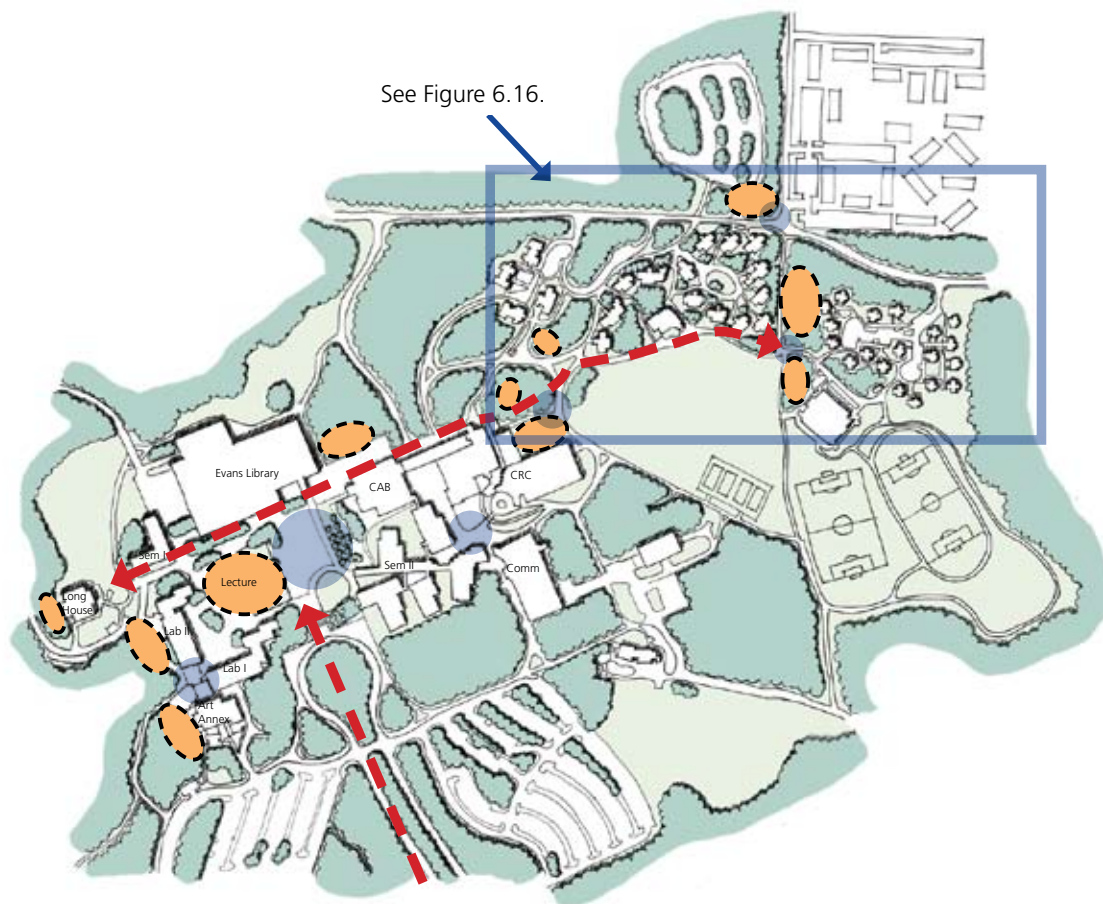 See Figure 6.16.
Evans Library
CAB
CRC
Sem I
Lecture
Sem II
Comm
Long
House
Lab II
Lab I
Art
Annex